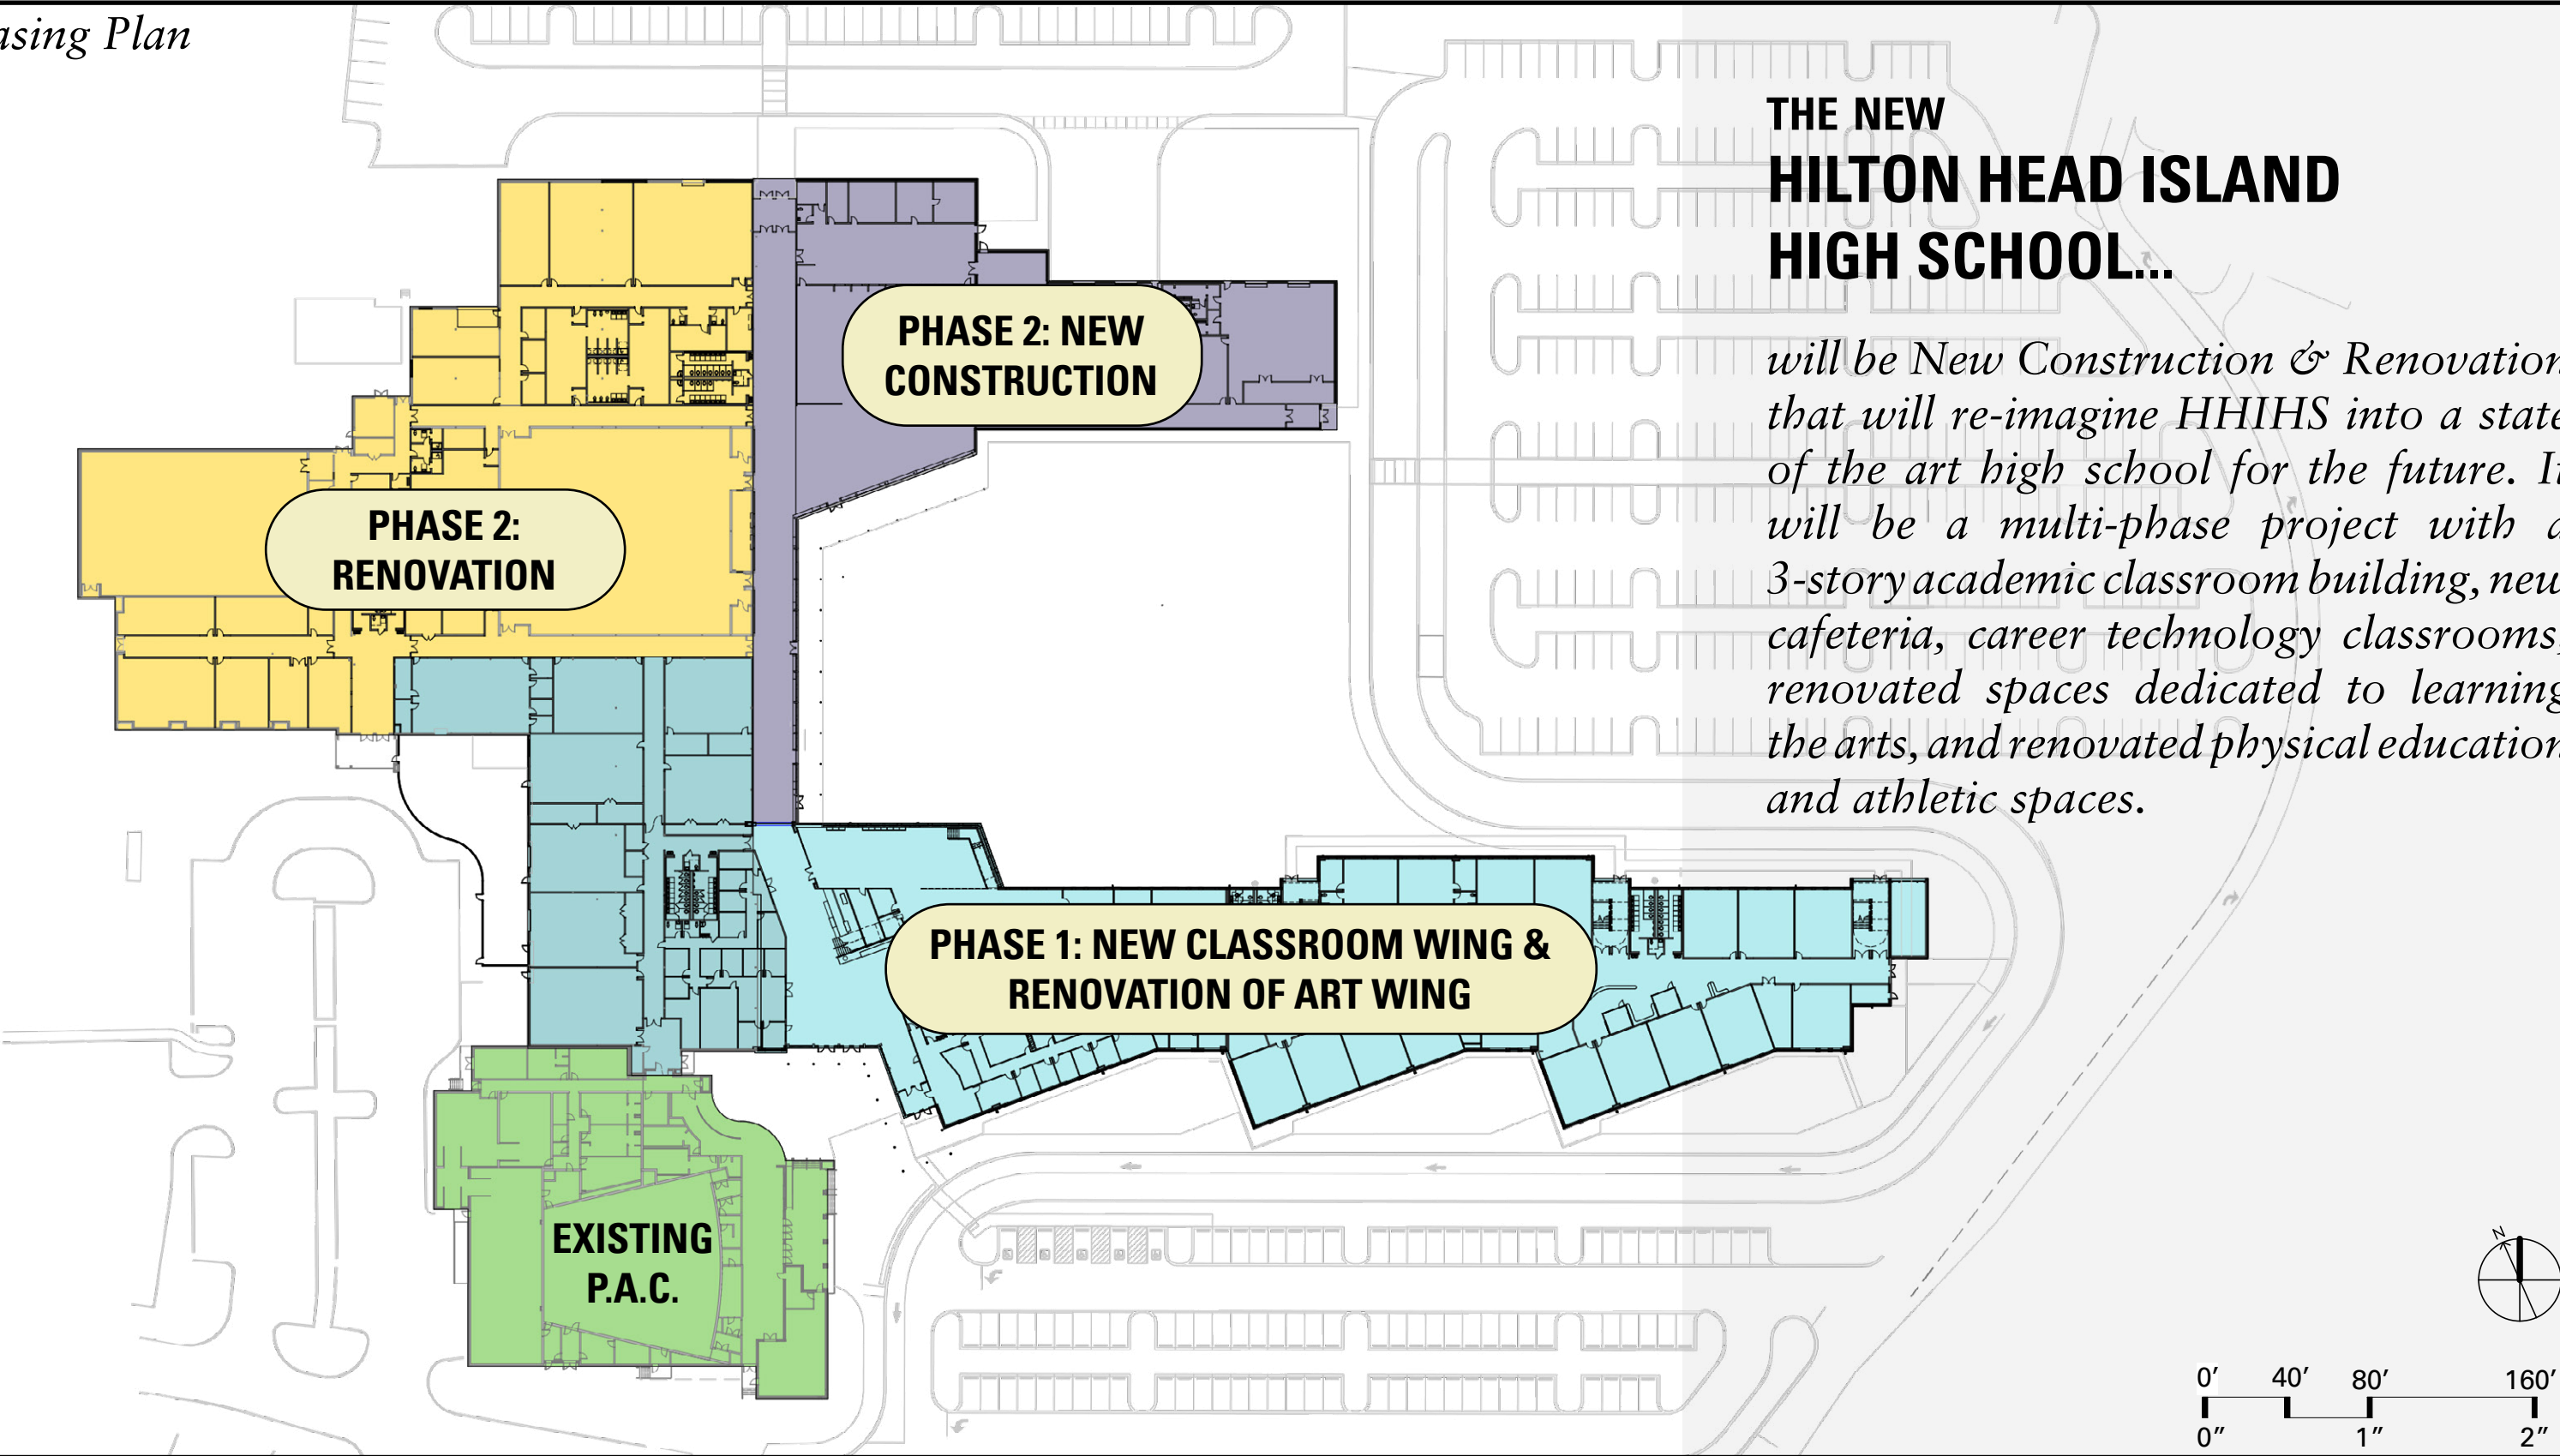 asing Plan
THE NEW
HILTON HEAD ISLAND
HIGH SCHOOL...
will be New Construction & Renovation
that will re-imagine HHIHS into a state
of the art high school for the future. It
will be a multi-phase project with a
3-story academic classroom building, new
cafeteria, career technology classrooms,
renovated spaces dedicated to learning
the arts, and renovated physical education
and athletic spaces.
PHASE 2: NEW
CONSTRUCTION
PHASE 2:
RENOVATION
PHASE 1: NEW CLASSROOM WING &
RENOVATION OF ART WING
EXISTING
P.A.C.
N
0’ 40’ 80’ 160’
0” 1” 2”